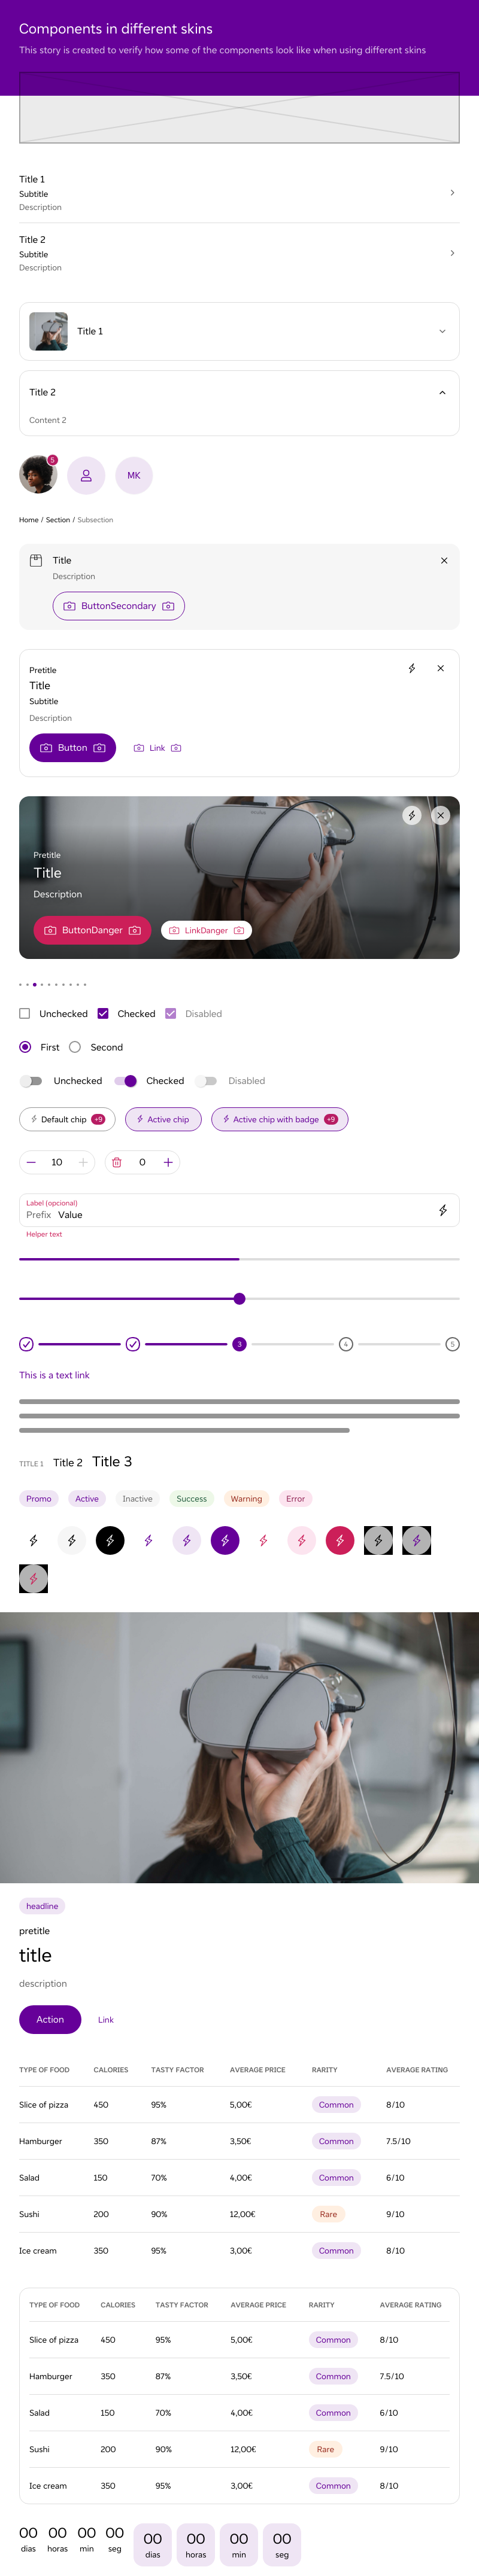 Components in different skins
This story is created to verify how some of the components look like when using different skins
Title 1
Subtitle
Description
Title 2
Subtitle
Description
Title 1
Title 2
Content 2
5
MK
Home / Section / Subsection
Title
Description
ButtonSecondary
Pretitle
Title
Subtitle
Description
Button Link
oculus
Pretitle
Title
Description
ButtonDanger LinkDanger
Unchecked Checked Disabled
First Second
Unchecked Checked Disabled
Default chip +9 Active chip Active chip with badge +9
10 0
Label (opcional)
Prefix Value
Helper text
3 4 5
This is a text link
TITLE 1 Title 2 Title 3
Promo Active Inactive Success Warning Error
headline
pretitle
title
description
Action Link
TYPE OF FOOD CALORIES TASTY FACTOR AVERAGE PRICE RARITY AVERAGE RATING
Slice of pizza 450 95% 5,00€ Common 8/10
Hamburger 350 87% 3,50€ Common 7.5/10
Salad 150 70% 4,00€ Common 6/10
Sushi 200 90% 12,00€ Rare 9/10
Ice cream 350 95% 3,00€ Common 8/10
TYPE OF FOOD CALORIES TASTY FACTOR AVERAGE PRICE RARITY AVERAGE RATING
Slice of pizza 450 95% 5,00€ Common 8/10
Hamburger 350 87% 3,50€ Common 7.5/10
Salad 150 70% 4,00€ Common 6/10
Sushi 200 90% 12,00€ Rare 9/10
Ice cream 350 95% 3,00€ Common 8/10
00 00 00 00 00 00 00 00
dias horas min seg dias horas min seg